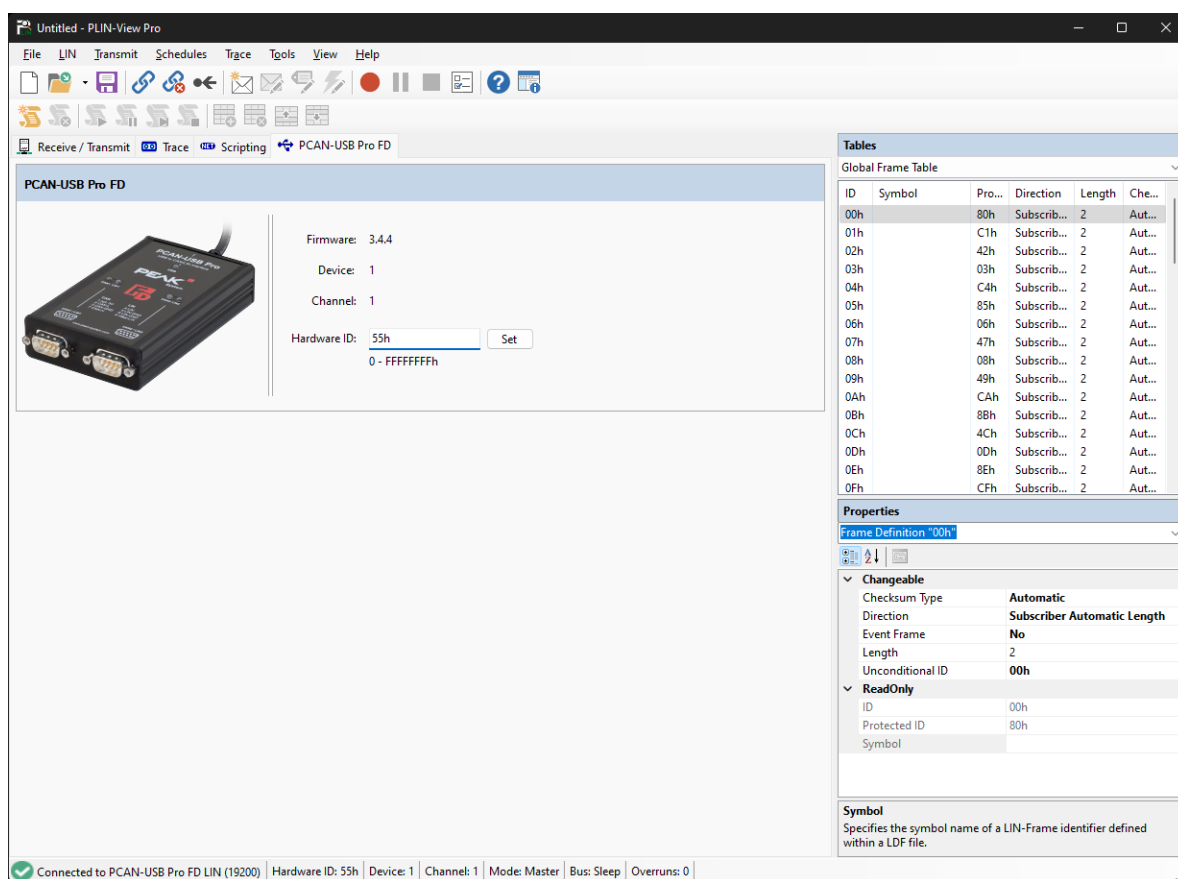 Untitled - PLIN-View Pro
File LIN Transmit Schedules Trace Tools View Help
Receive / Transmit Trace Scripting PCAN-USB Pro FD
PCAN-USB Pro FD
PCAN-USB Pro
PEAK
Firmware: 3.4.4
Device: 1
Channel: 1
Hardware ID: 55h Set
0 - FFFFFFFFh
Tables
Global Frame Table
ID Symbol Pro... Direction Length Che...
00h 80h Subscrib... 2 Aut...
01h C1h Subscrib... 2 Aut...
02h 42h Subscrib... 2 Aut...
03h 03h Subscrib... 2 Aut...
04h C4h Subscrib... 2 Aut...
05h 85h Subscrib... 2 Aut...
06h 06h Subscrib... 2 Aut...
07h 47h Subscrib... 2 Aut...
08h 08h Subscrib... 2 Aut...
09h 49h Subscrib... 2 Aut...
0Ah CAh Subscrib... 2 Aut...
0Bh 8Bh Subscrib... 2 Aut...
0Ch 4Ch Subscrib... 2 Aut...
0Dh 0Dh Subscrib... 2 Aut...
0Eh 8Eh Subscrib... 2 Aut...
0Fh CFh Subscrib... 2 Aut...
Properties
Frame Definition "00h"
Changeable
Checksum Type Automatic
Direction Subscriber Automatic Length
Event Frame No
Length 2
Unconditional ID 00h
ReadOnly
ID 00h
Protected ID 80h
Symbol
Symbol
Specifies the symbol name of a LIN-Frame identifier defined
within a LDF file.
Connected to PCAN-USB Pro FD LIN (19200) Hardware ID: 55h Device: 1 Channel: 1 Mode: Master Bus: Sleep Overruns: 0